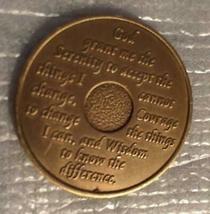 God
grant me the
Serenity to accept the
things I cannot
change, Courage
to change the things
I can, and Wisdom
to know the
difference.